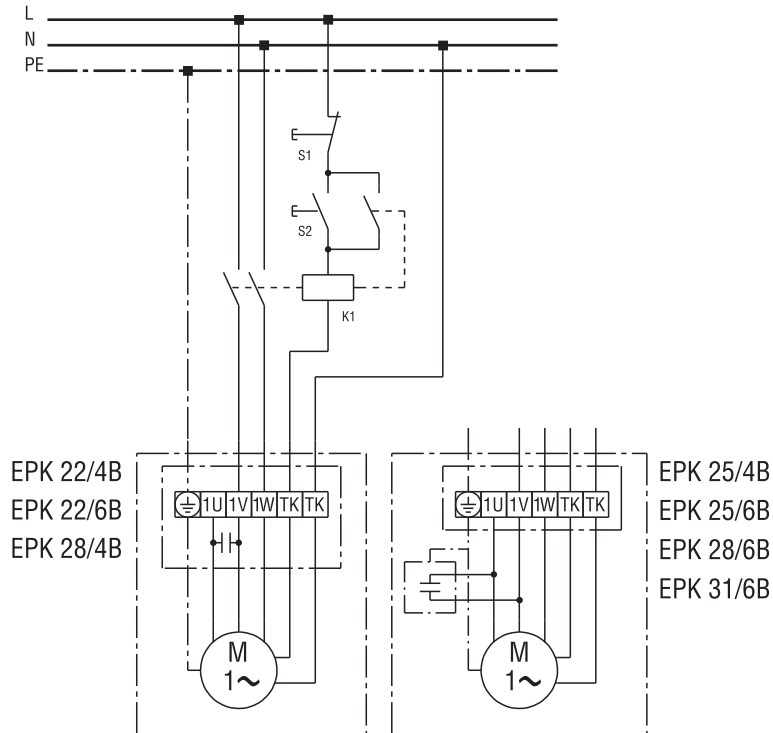 L
N
PE
S1
S2
K1
EPK 22/4B
EPK 22/6B
EPK 28/4B
1U 1V 1W TK TK
M
1~
1U 1V 1W TK TK
M
1~
EPK 25/4B
EPK 25/6B
EPK 28/6B
EPK 31/6B